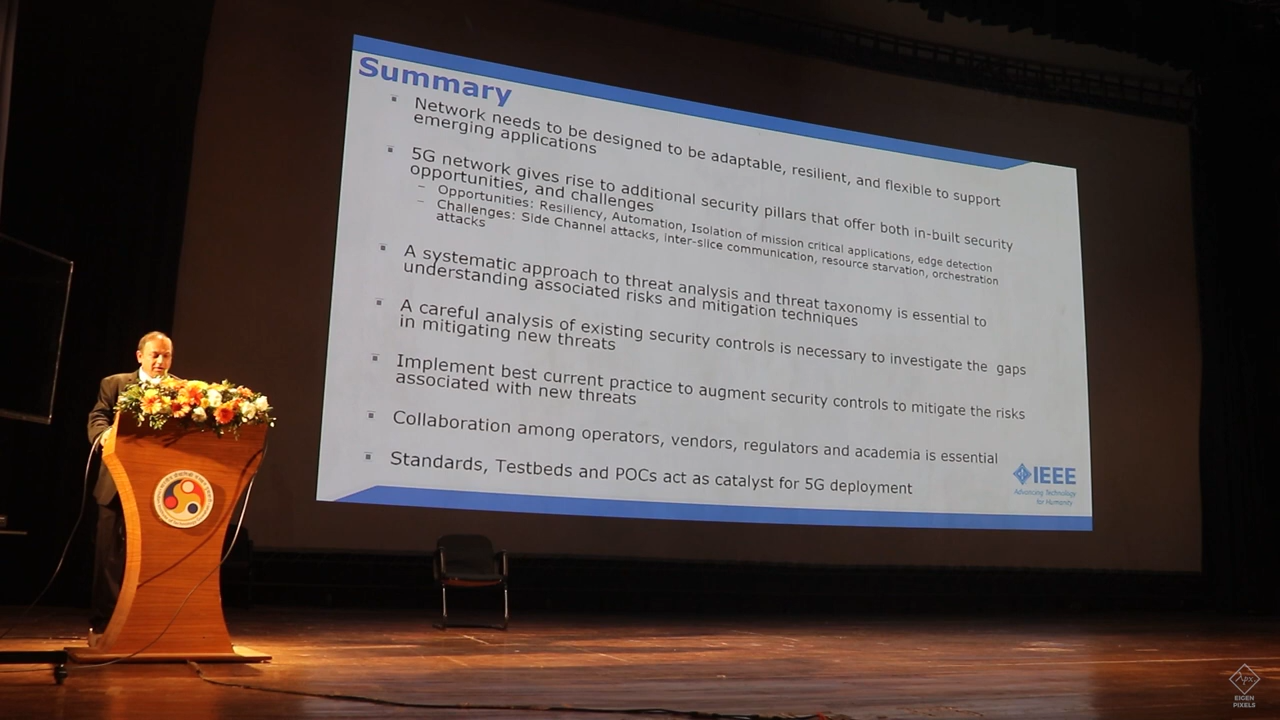 Summary
Network needs to be designed to be adaptable, resilient, and flexible to support
emerging applications
5G network gives rise to additional security pillars that offer both in-built security
opportunities, and challenges
– Opportunities: Resiliency, Automation, Isolation of mission critical applications, edge detection
– Challenges: Side Channel attacks, inter-slice communication, resource starvation, orchestration
attacks
A systematic approach to threat analysis and threat taxonomy is essential to
understanding associated risks and mitigation techniques
A careful analysis of existing security controls is necessary to investigate the gaps
in mitigating new threats
Implement best current practice to augment security controls to mitigate the risks
associated with new threats
Collaboration among operators, vendors, regulators and academia is essential
Standards, Testbeds and POCs act as catalyst for 5G deployment
IEEE
Advancing Technology
for Humanity
EIGEN
PIXELS